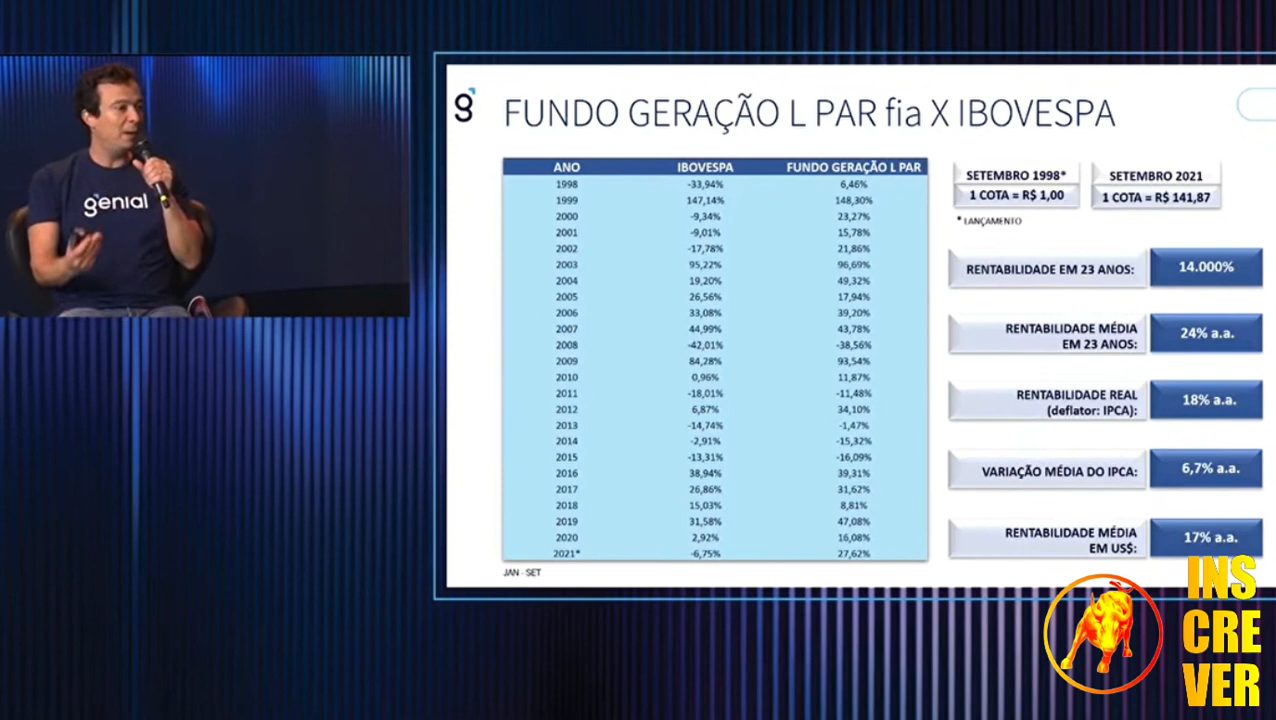 genial
g
FUNDO GERAÇÃO L PAR fia X IBOVESPA
ANO IBOVESPA FUNDO GERAÇÃO L PAR
1998 -33,94% 6,46%
1999 147,14% 148,30%
2000 -9,34% 23,27%
2001 -9,01% 15,78%
2002 -17,78% 21,86%
2003 95,22% 96,69%
2004 19,20% 49,32%
2005 26,56% 17,94%
2006 33,08% 39,20%
2007 44,99% 43,78%
2008 -42,01% -38,56%
2009 84,28% 93,54%
2010 0,96% 11,87%
2011 -18,01% -11,48%
2012 6,87% 34,10%
2013 -14,74% -1,47%
2014 -2,91% -15,32%
2015 -13,31% -16,09%
2016 38,94% 39,31%
2017 26,86% 31,62%
2018 15,03% 8,81%
2019 31,58% 47,08%
2020 2,92% 16,08%
2021* -6,75% 27,62%
JAN - SET
SETEMBRO 1998*
1 COTA = R$ 1,00
SETEMBRO 2021
1 COTA = R$ 141,87
* LANÇAMENTO
RENTABILIDADE EM 23 ANOS: 14.000%
RENTABILIDADE MÉDIA
EM 23 ANOS: 24% a.a.
RENTABILIDADE REAL
(deflator: IPCA): 18% a.a.
VARIAÇÃO MÉDIA DO IPCA: 6,7% a.a.
RENTABILIDADE MÉDIA
EM US$: 17% a.a.
INS
CRE
VER